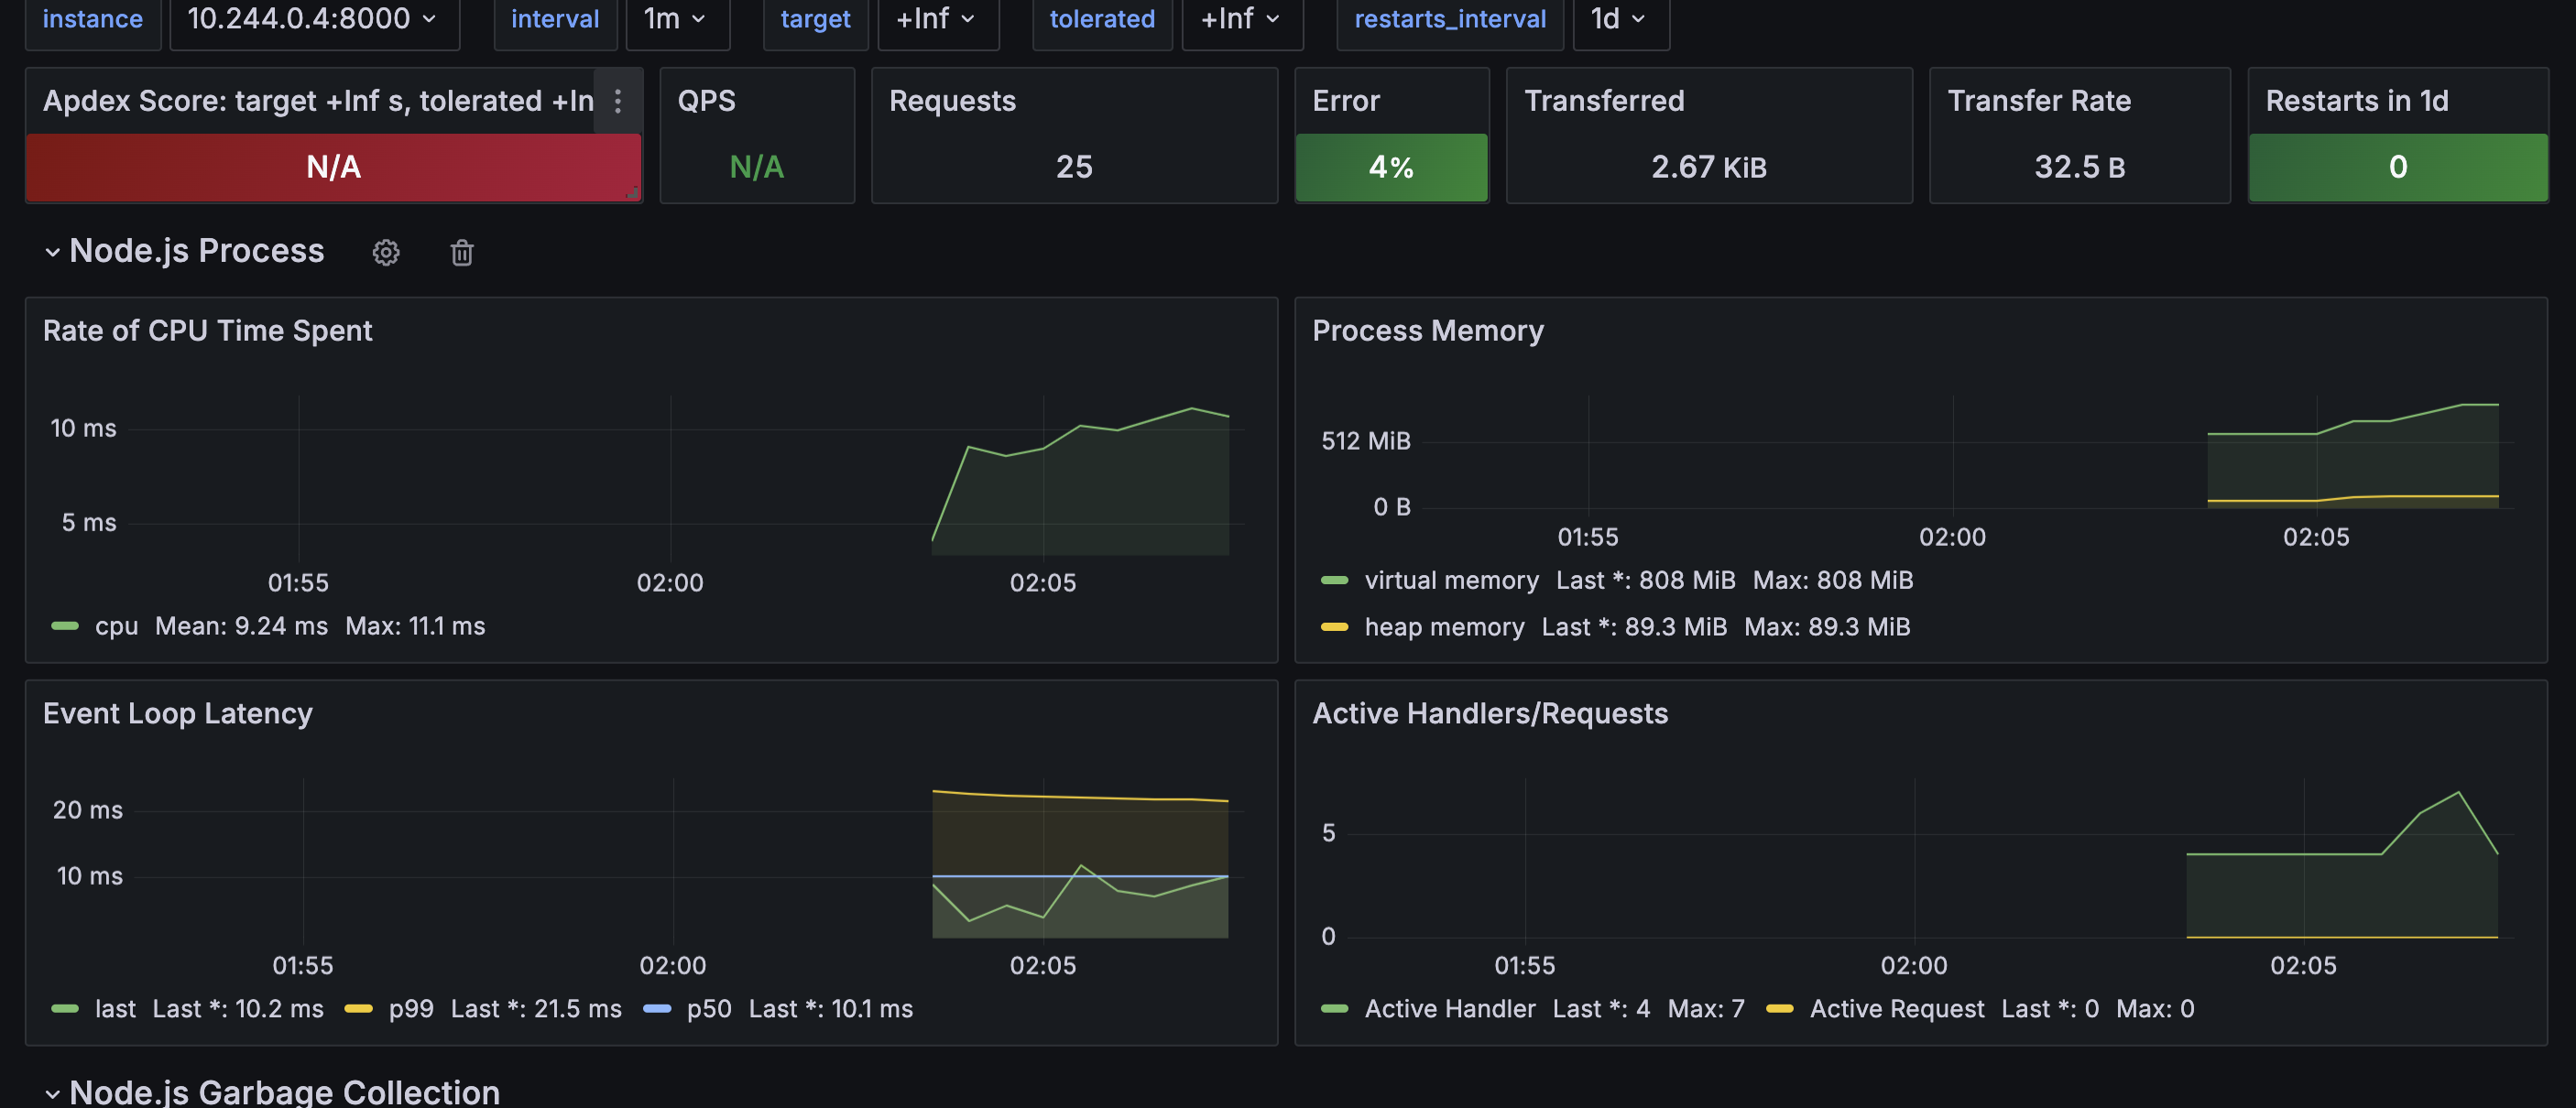 instance 10.244.0.4:8000 interval 1m target +Inf tolerated +Inf restarts_interval 1d
Apdex Score: target +Inf s, tolerated +In
N/A
QPS
N/A
Requests
25
Error
4%
Transferred
2.67 KiB
Transfer Rate
32.5 B
Restarts in 1d
0
Node.js Process
Rate of CPU Time Spent
10 ms
5 ms
01:55 02:00 02:05
cpu Mean: 9.24 ms Max: 11.1 ms
Process Memory
512 MiB
0 B
01:55 02:00 02:05
virtual memory Last *: 808 MiB Max: 808 MiB
heap memory Last *: 89.3 MiB Max: 89.3 MiB
Event Loop Latency
20 ms
10 ms
01:55 02:00 02:05
last Last *: 10.2 ms p99 Last *: 21.5 ms p50 Last *: 10.1 ms
Active Handlers/Requests
5
0
01:55 02:00 02:05
Active Handler Last *: 4 Max: 7 Active Request Last *: 0 Max: 0
Node.js Garbage Collection